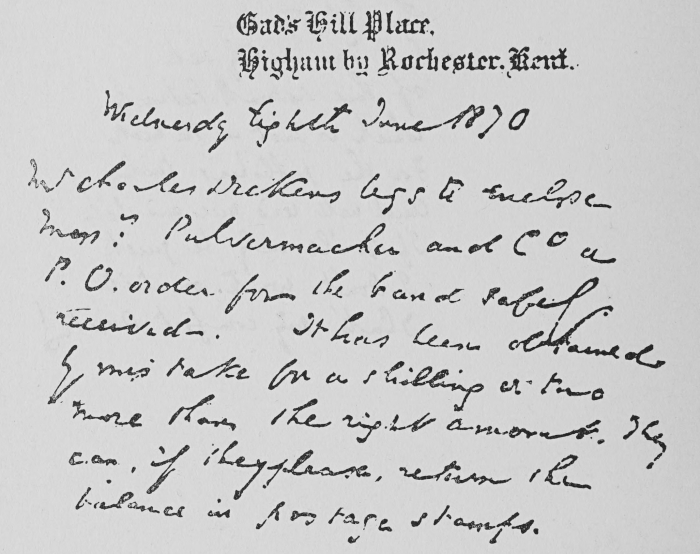 Gad's Hill Place,
Higham by Rochester, Kent.
Wednesday Eighth June 1870
Mr Charles Dickens begs to enclose
Messrs Pulvermacher and Co a
P. O. order for the band safely
received. It has been obtained
by mistake for a shilling or two
more than the right amount. They
can, if they please, return the
balance in postage stamps.